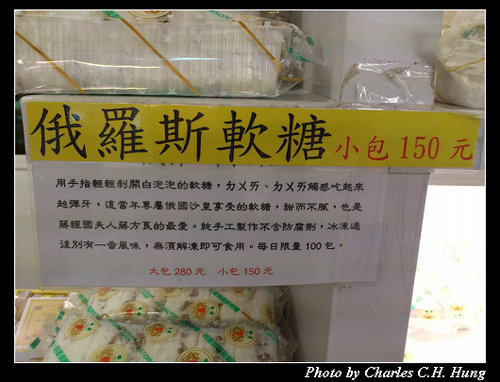 俄羅斯軟糖 小包 150 元
用手指輕輕剝開白泡泡的軟糖，ㄉㄨㄞ、ㄉㄨㄞ觸感吃起來
超彈牙，這當年專屬俄國沙皇享受的軟糖，甜而不膩，也是
蔣經國夫人蔣方良的最愛。純手工製作不含防腐劑，冰凍過
後別有一番風味，無須解凍即可食用。每日限量 100 包。
大包 280 元 小包 150 元
Photo by Charles C.H. Hung